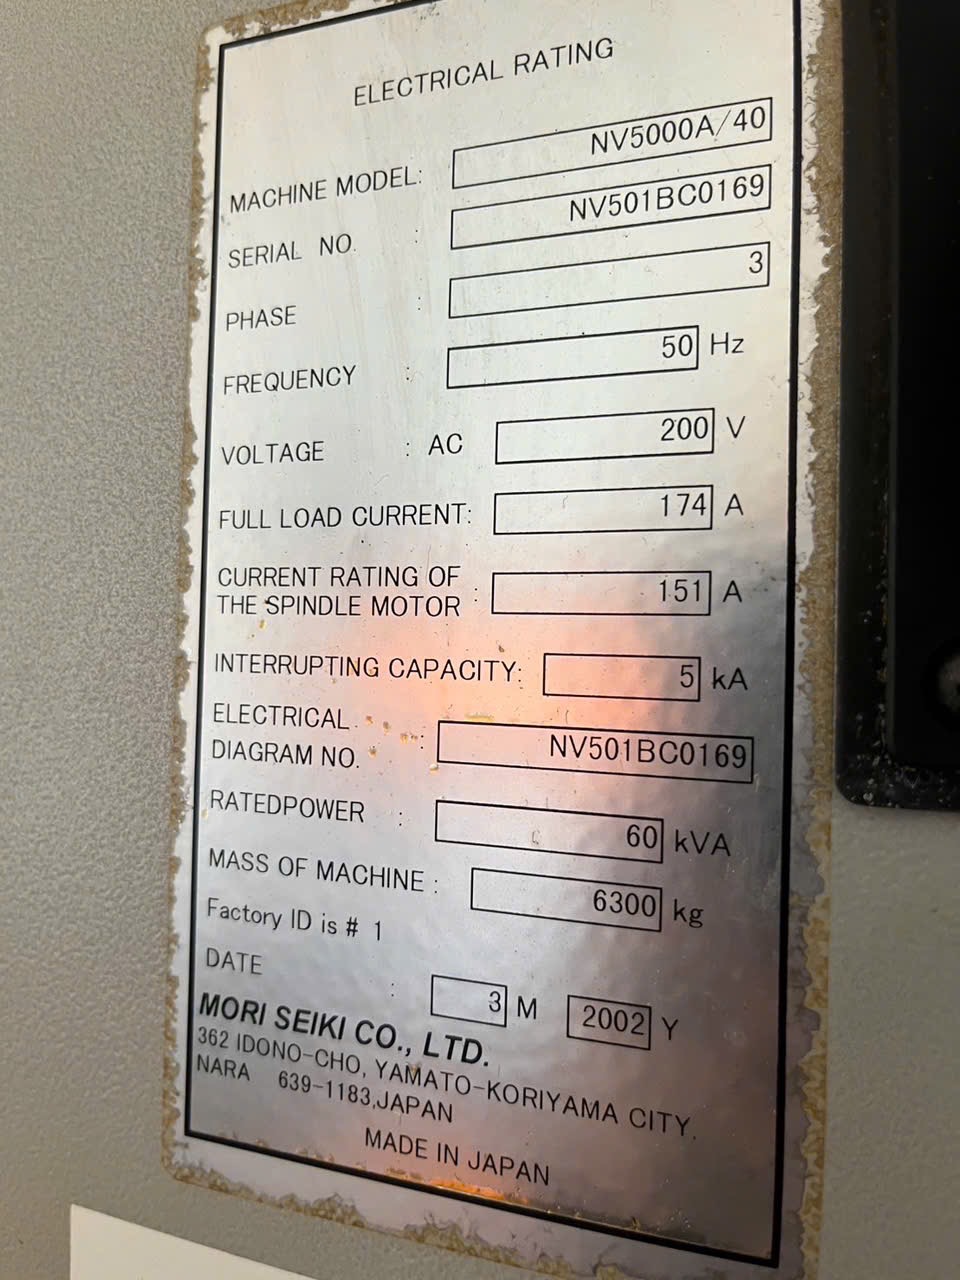 ELECTRICAL RATING
MACHINE MODEL: NV5000A/40
SERIAL NO. : NV501BC0169
PHASE : 3
FREQUENCY : 50 Hz
VOLTAGE : AC 200 V
FULL LOAD CURRENT: 174 A
CURRENT RATING OF
THE SPINDLE MOTOR : 151 A
INTERRUPTING CAPACITY: 5 kA
ELECTRICAL
DIAGRAM NO. : NV501BC0169
RATEDPOWER : 60 kVA
MASS OF MACHINE : 6300 kg
Factory ID is # 1
DATE : 3 M 2002 Y
MORI SEIKI CO., LTD.
362 IDONO-CHO, YAMATO-KORIYAMA CITY,
NARA 639-1183,JAPAN
MADE IN JAPAN